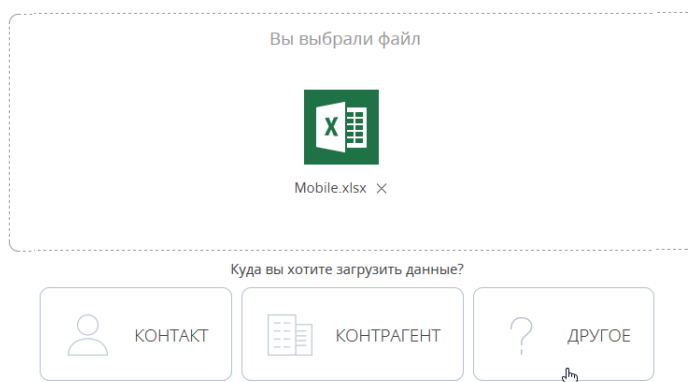 Вы выбрали файл
X
Mobile.xlsx
Куда вы хотите загрузить данные?
КОНТАКТ
КОНТРАГЕНТ
?
ДРУГОЕ